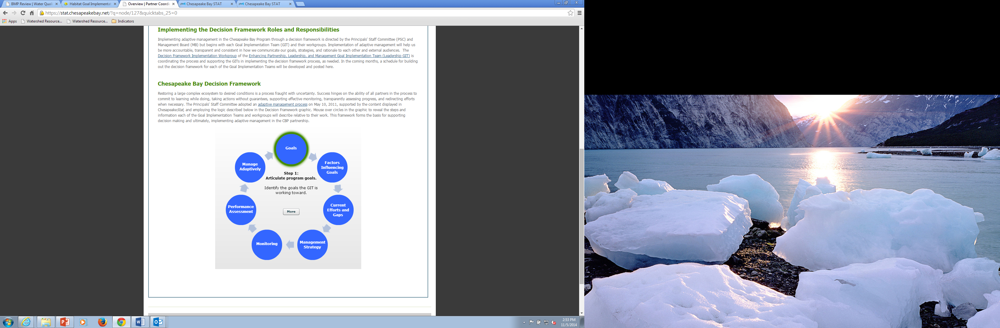 BMP Review | Water Quali
Habitat Goal Implementat
Overview | Partner Coordi
Chesapeake Bay STAT
Chesapeake Bay STAT
https://stat.chesapeakebay.net/?q=node/127&quicktabs_25=0
Apps
Watershed Resource...
Watershed Resource...
Indicators
Implementing the Decision Framework Roles and Responsibilities
Implementing adaptive management in the Chesapeake Bay Program through a decision framework is directed by the Principals' Staff Committee (PSC) and
Management Board (MB) but begins with each Goal Implementation Team (GIT) and their workgroups. Implementation of adaptive management will help us
be more accountable, transparent and consistent in how we communicate our goals, strategies, and rationale to each other and external audiences. The
Decision Framework Implementation Workgroup of the Enhancing Partnership, Leadership, and Management Goal Implementation Team (Leadership GIT) is
coordinating the process and supporting the GITs in implementing the decision framework process, as needed. In the coming months, a schedule for building
out the decision framework for each of the Goal Implementation Teams will be developed and posted here.
Chesapeake Bay Decision Framework
Restoring a large complex ecosystem to desired conditions is a process fraught with uncertainty. Success hinges on the ability of all partners in the process to
commit to learning while doing, taking actions without guarantees, supporting effective monitoring, transparently assessing progress, and redirecting efforts
when necessary. The Principals' Staff Committee adopted an adaptive management process on May 10, 2011, supported by the content displayed in
ChesapeakeStat, and employing the logic described below in the Decision Framework graphic. Mouse over circles in the graphic to reveal the steps and
information each of the Goal Implementation Teams and workgroups will describe relative to their work. This framework forms the basis for supporting
decision making and ultimately, implementing adaptive management in the CBP partnership.
Goals
Factors
Influencing
Goals
Current
Efforts and
Gaps
Management
Strategy
Monitoring
Performance
Assessment
Manage
Adaptively
Step 1:
Articulate program goals.
Identify the goals the GIT is
working toward.
More
2:53 PM
11/5/2014